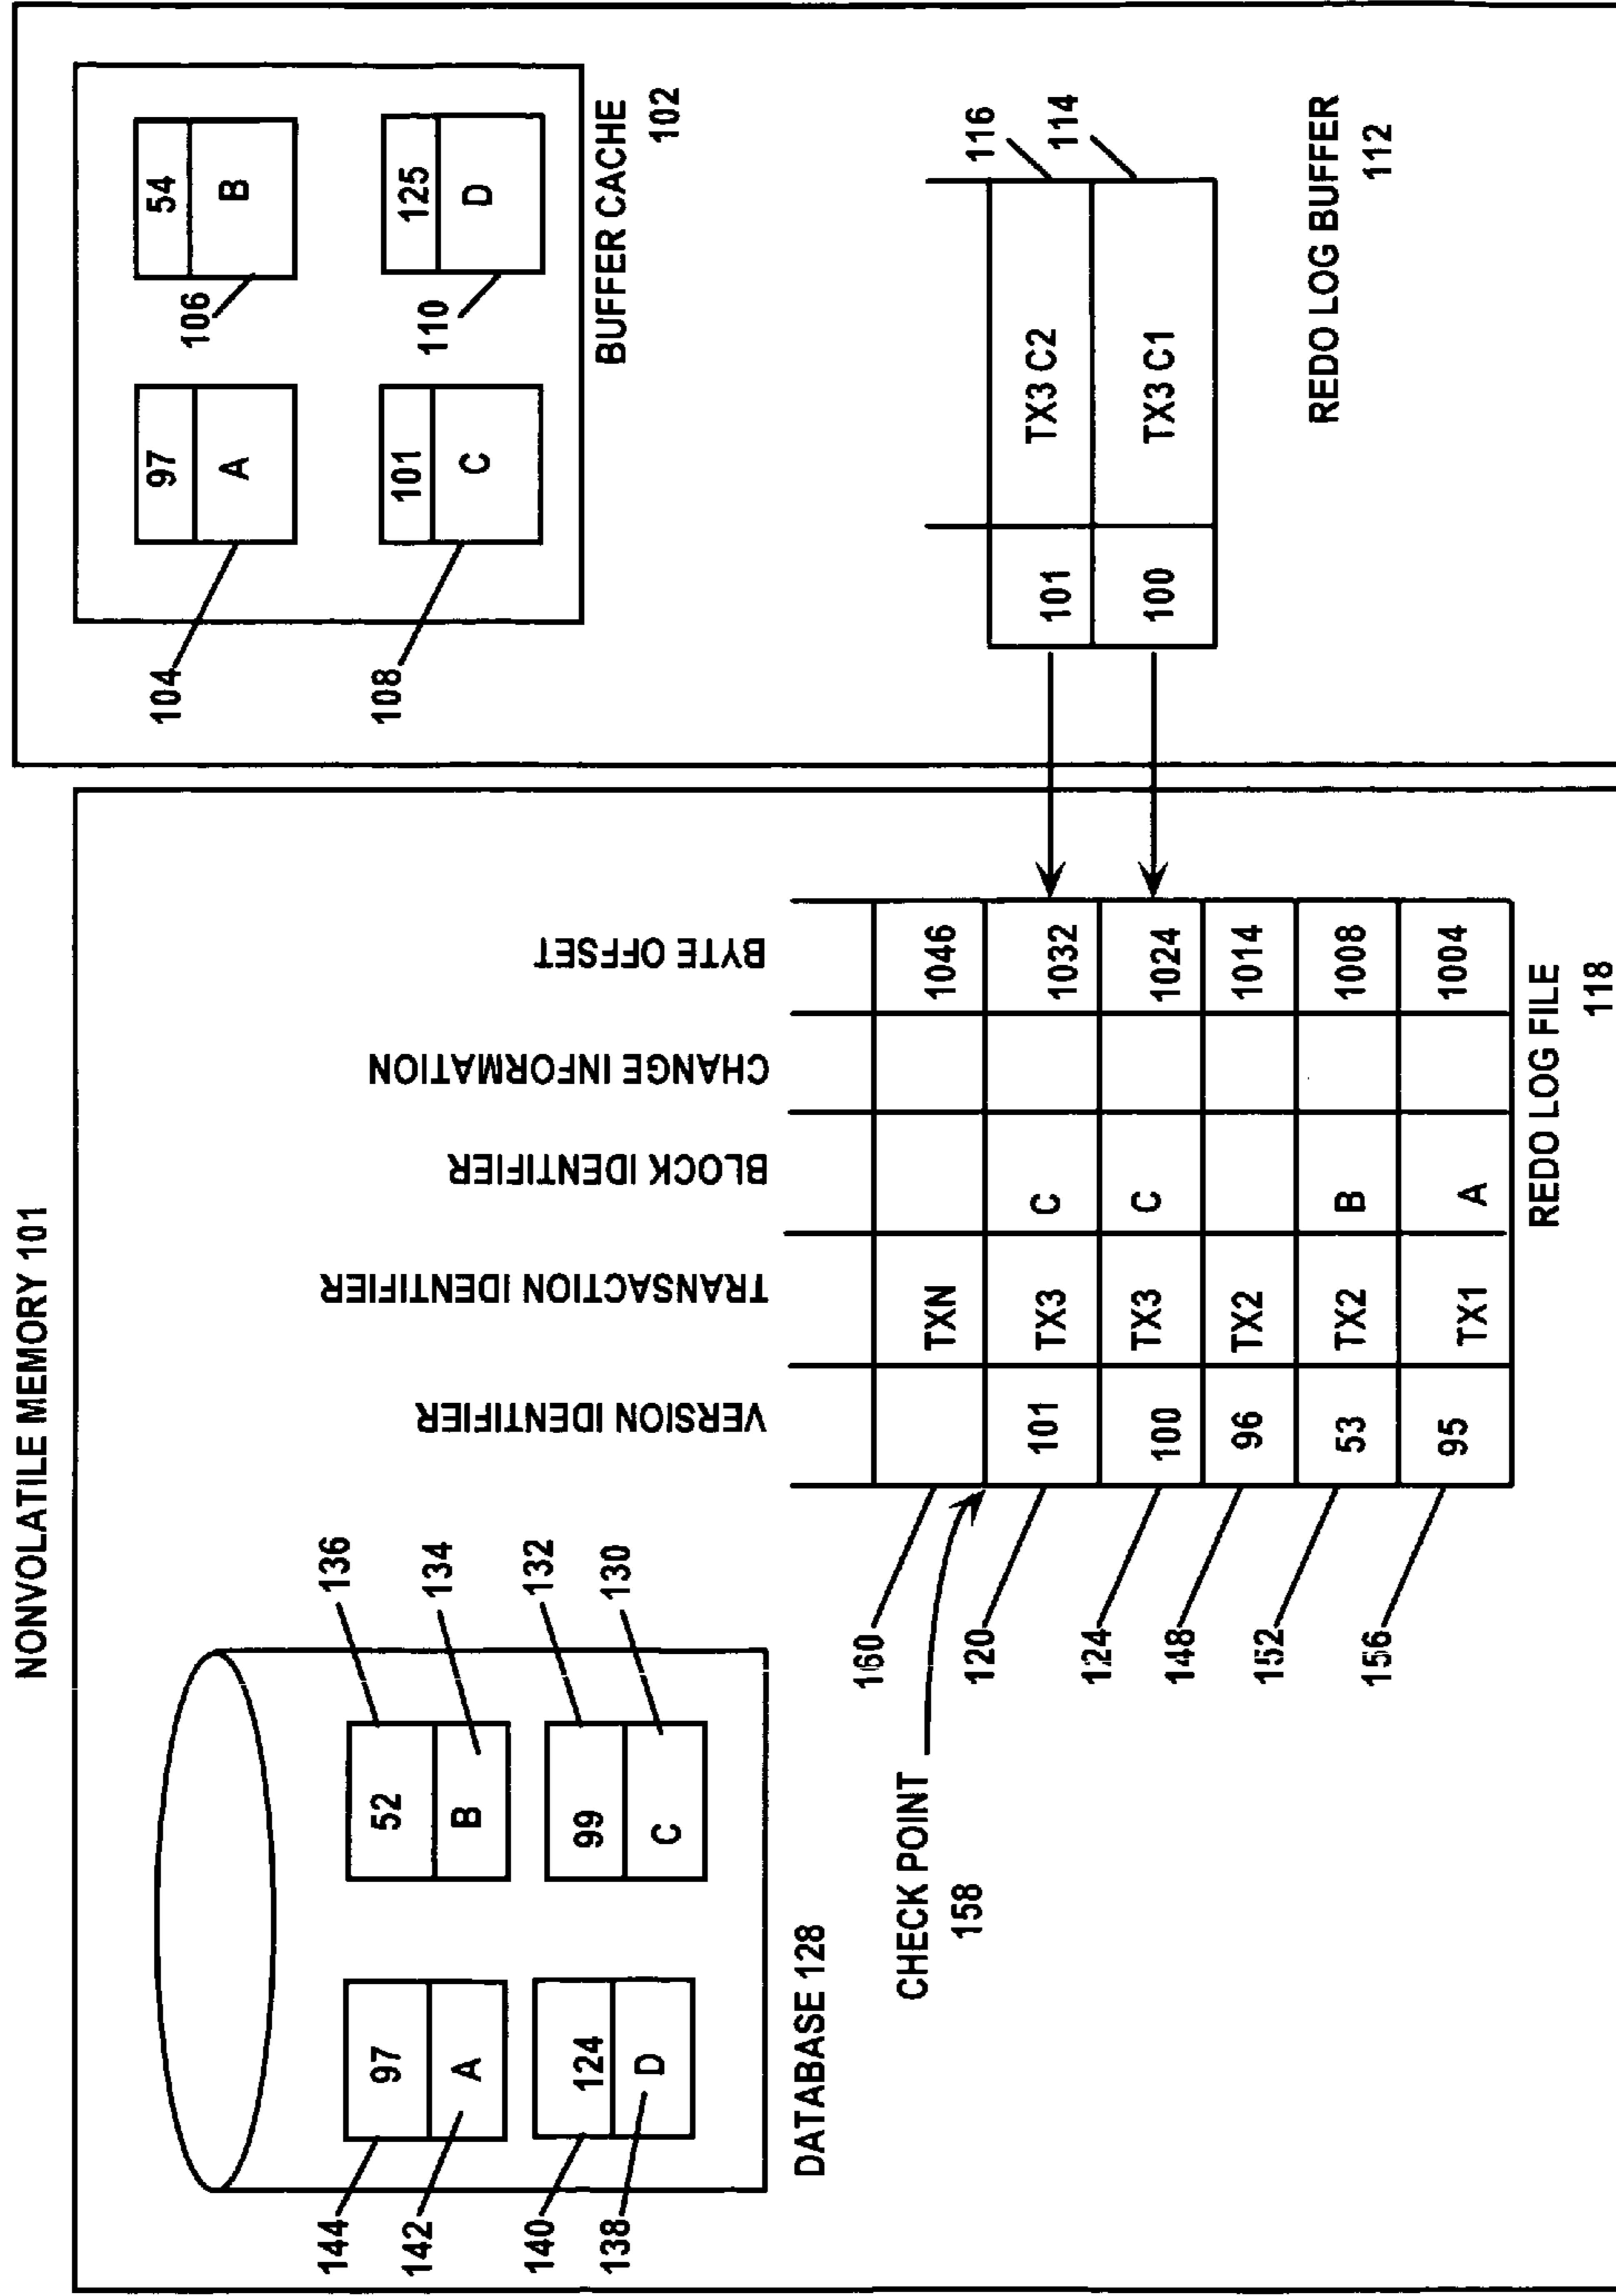 NONVOLATILE MEMORY 101
144
142
140
138
97
A
124
D
52
B
99
C
136
134
132
130
DATABASE 128
CHECK POINT
158
VERSION IDENTIFIER
TRANSACTION IDENTIFIER
BLOCK IDENTIFIER
CHANGE INFORMATION
BYTE OFFSET
160 TXN 1046
120 101 TX3 C 1032
124 100 TX3 C 1024
148 96 TX2 1014
152 53 TX2 B 1008
156 95 TX1 A 1004
REDO LOG FILE
118
104
97
A
106
54
B
108
101
C
110
125
D
BUFFER CACHE
102
101 TX3 C2 116
100 TX3 C1 114
REDO LOG BUFFER
112